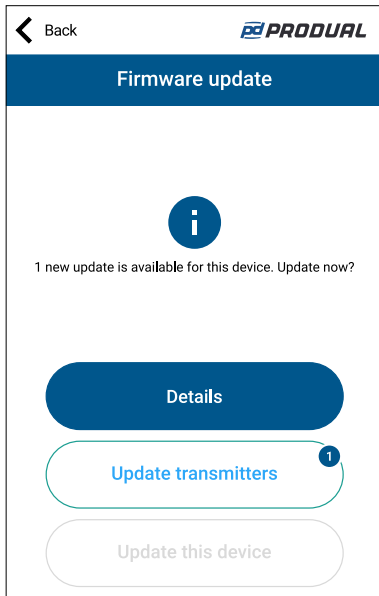 Back
pd PRODUAL
Firmware update
i
1 new update is available for this device. Update now?
Details
1
Update transmitters
Update this device